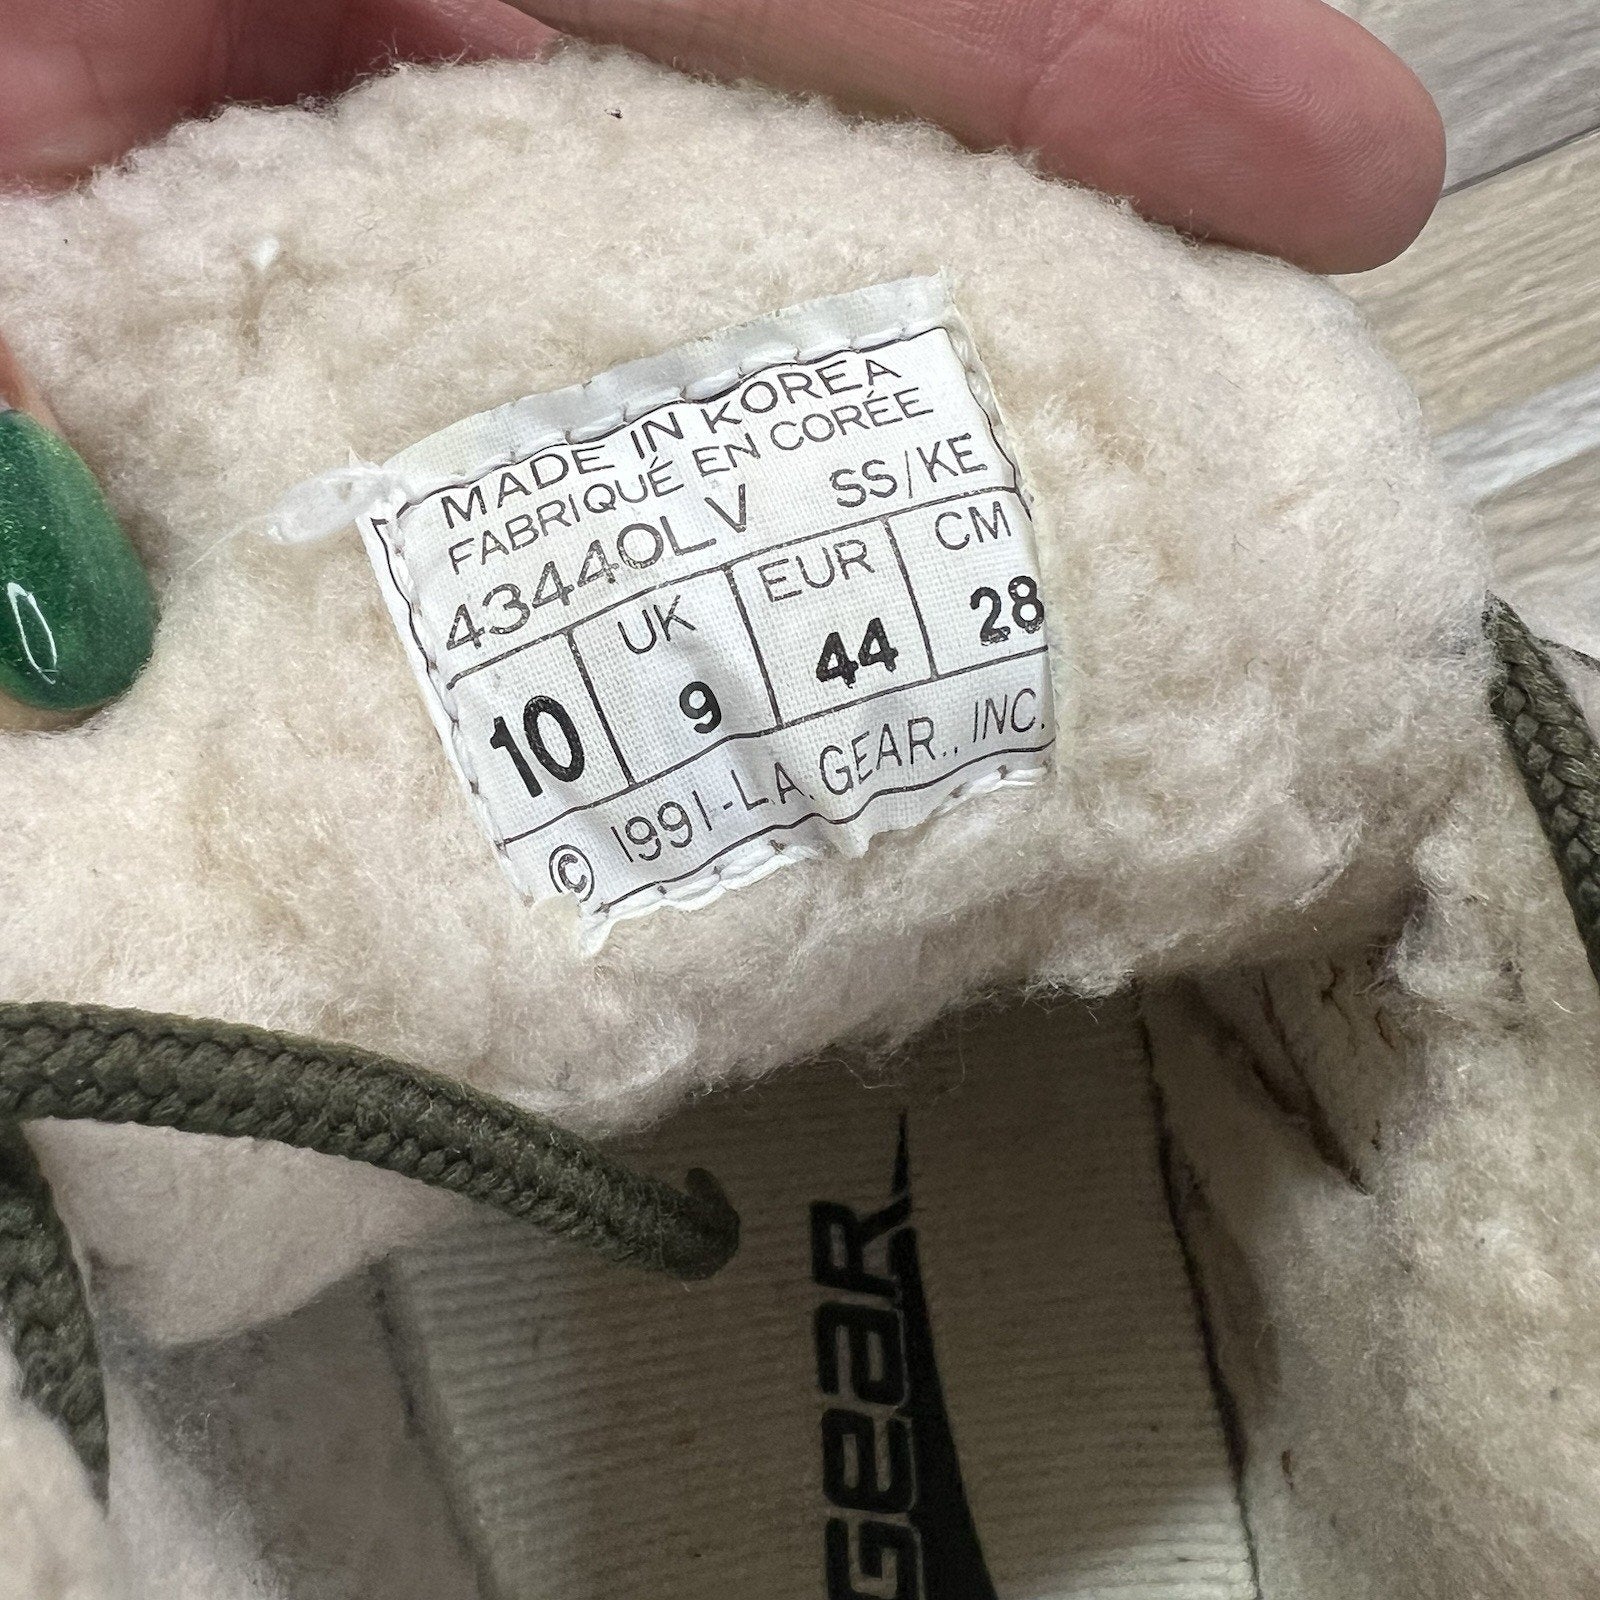 MADE IN KOREA
FABRIQUÉ EN CORÉE
43440LV SS/KE
UK EUR CM
10 9 44 28
© 1991-LA. GEAR., INC.
GEAR